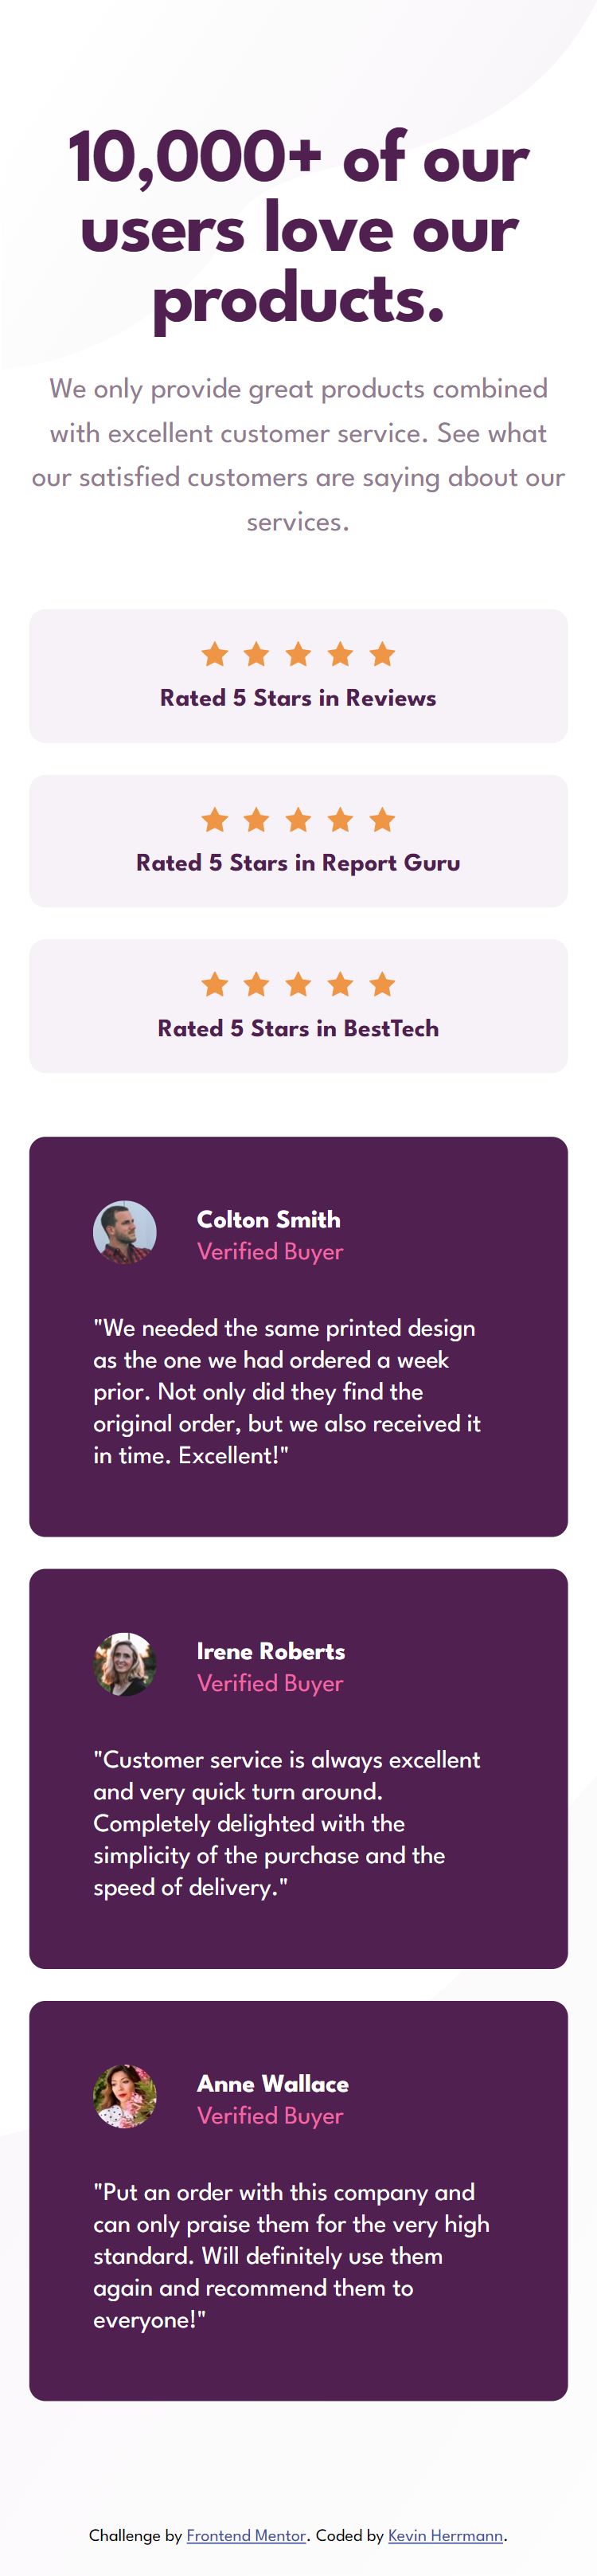 10,000+ of our
users love our
products.
We only provide great products combined
with excellent customer service. See what
our satisfied customers are saying about our
services.
Rated 5 Stars in Reviews
Rated 5 Stars in Report Guru
Rated 5 Stars in BestTech
Colton Smith
Verified Buyer
"We needed the same printed design
as the one we had ordered a week
prior. Not only did they find the
original order, but we also received it
in time. Excellent!"
Irene Roberts
Verified Buyer
"Customer service is always excellent
and very quick turn around.
Completely delighted with the
simplicity of the purchase and the
speed of delivery."
Anne Wallace
Verified Buyer
"Put an order with this company and
can only praise them for the very high
standard. Will definitely use them
again and recommend them to
everyone!"
Challenge by Frontend Mentor. Coded by Kevin Herrmann.